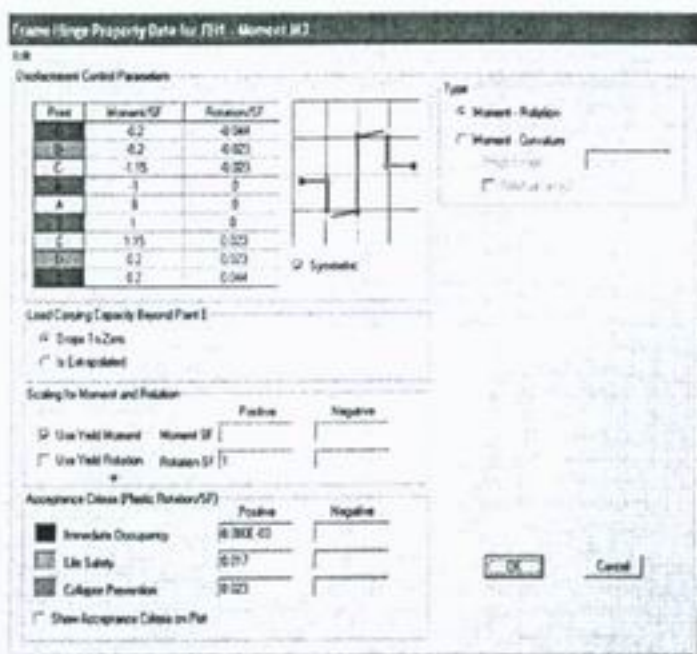 Frame Hinge Property Data for - Moment M3
Edit
Displacement Control Parameters
Point Moment/SF Rotation/SF
-0.2 -0.044
D- -0.2 -0.023
C- -1.15 -0.023
-1 0
A 0 0
1 0
C 1.15 0.023
D 0.2 0.023
0.2 0.044
Symmetric
Type
Moment - Rotation
Moment - Curvature
Load Carrying Capacity Beyond Point E
Drops To Zero
Is Extrapolated
Scaling for Moment and Rotation
Positive Negative
Use Yield Moment Moment SF
Use Yield Rotation Rotation SF 1
Acceptance Criteria (Plastic Rotation/SF)
Positive Negative
Immediate Occupancy
Life Safety 0.017
Collapse Prevention 0.023
Show Acceptance Criteria on Plot
OK Cancel